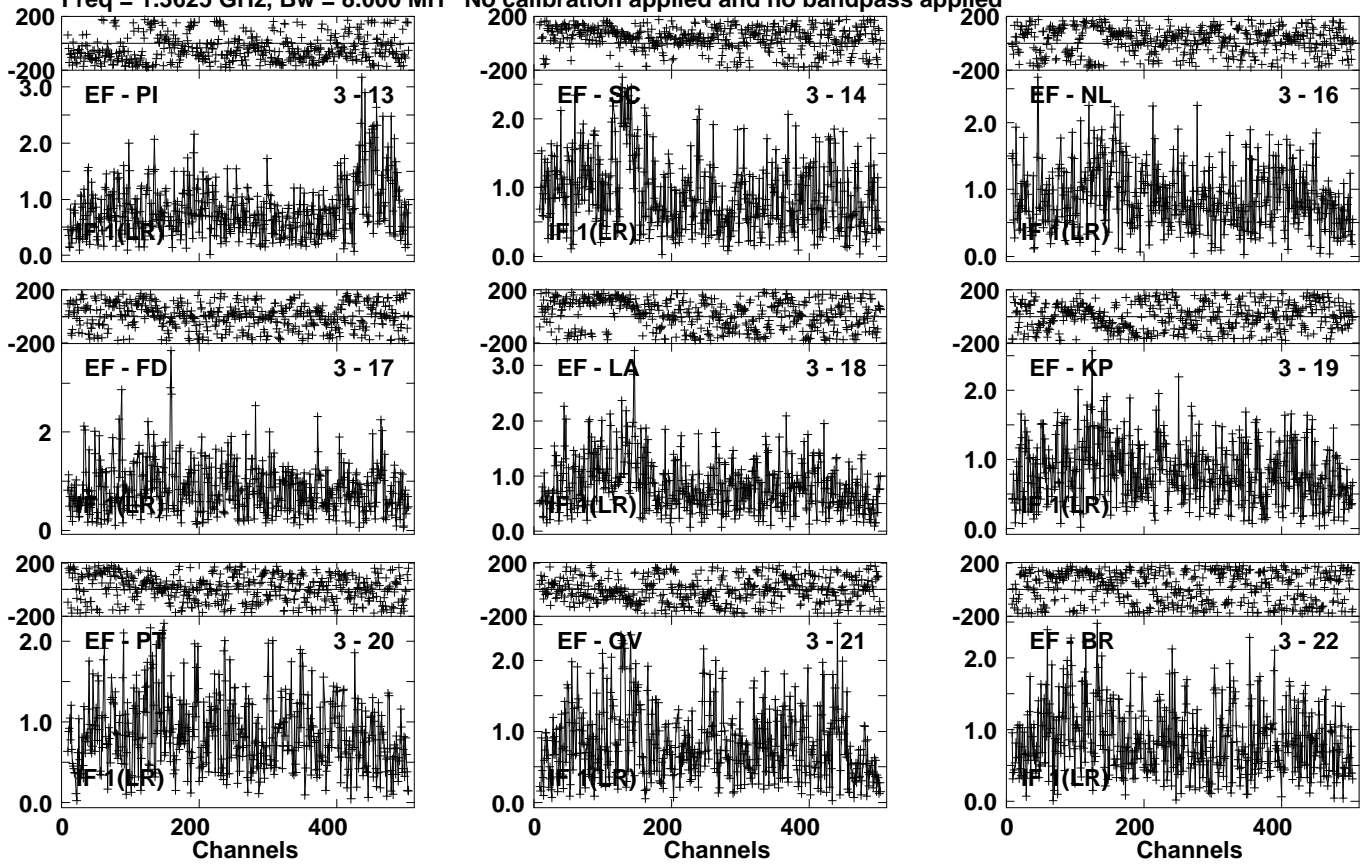 Freq = 1.3625 GHz, Bw = 8.000 MH No calibration applied and no bandpass applied
200 200 200
-200 -200 -200
EF - PI 3 - 13 EF - SC 3 - 14 EF - NL 3 - 16
3.0
2.0 2.0 2.0
1.0 1.0 1.0
IF 1(LR) IF 1(LR) IF 1(LR)
0.0 0.0 0.0
200 200 200
-200 -200 -200
EF - FD 3 - 17 EF - LA 3 - 18 EF - KP 3 - 19
3.0
2 2.0 2.0
1.0 1.0
IF 1(LR) IF 1(LR) IF 1(LR)
0 0.0 0.0
200 200 200
-200 -200 -200
EF - PT 3 - 20 EF - OV 3 - 21 EF - BR 3 - 22
2.0 2.0 2.0
1.0 1.0 1.0
IF 1(LR) IF 1(LR) IF 1(LR)
0.0 0.0 0.0
0 200 400 0 200 400 0 200 400
Channels Channels Channels